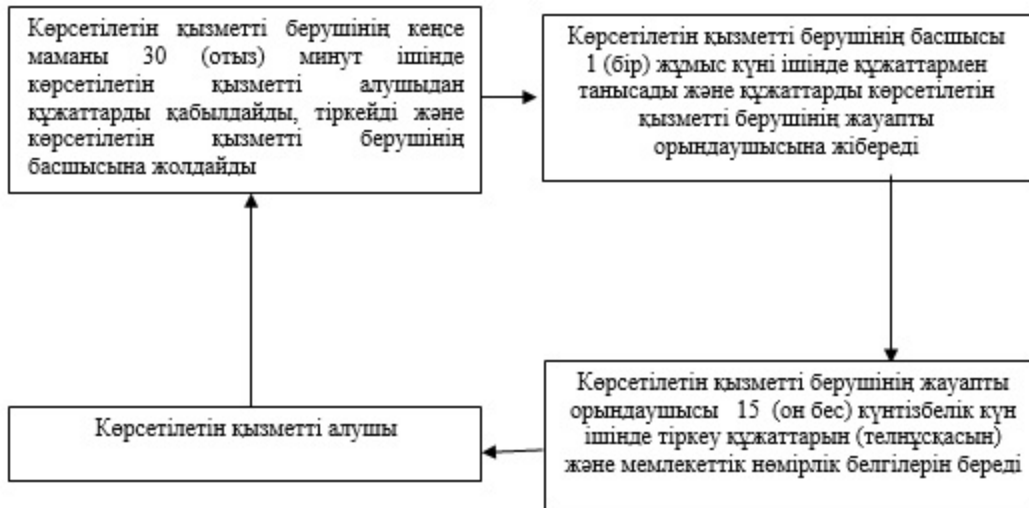 Көрсетілетін қызметті берушінің кеңсе
маманы 30 (отыз) минут ішінде
көрсетілетін қызметті алушыдан
құжаттарды қабылдайды, тіркейді және
көрсетілетін қызметті берушінің
басшысына жолдайды
Көрсетілетін қызметті берушінің басшысы
1 (бір) жұмыс күні ішінде құжаттармен
танысады және құжаттарды көрсетілетін
қызметті берушінің жауапты
орындаушысына жібереді
Көрсетілетін қызметті берушінің жауапты
орындаушысы 15 (он бес) күнтізбелік күн
ішінде тіркеу құжаттарын (телнұсқасын)
және мемлекеттік нөмірлік белгілерін береді
Көрсетілетін қызметті алушы